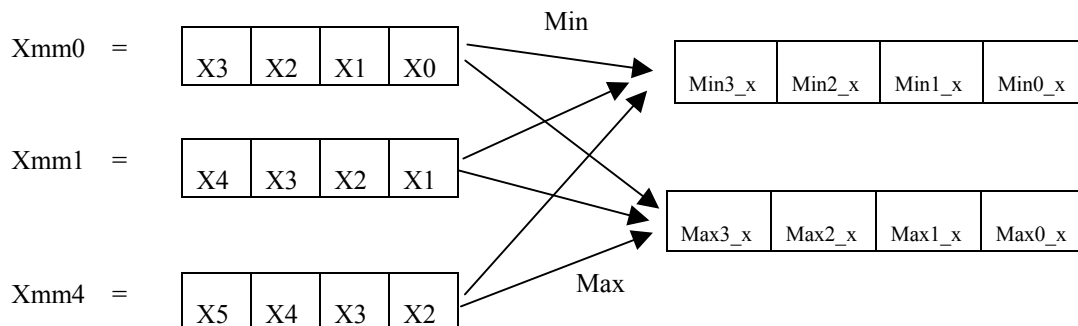 Min
Xmm0 = X3 X2 X1 X0
Min3_x Min2_x Min1_x Min0_x
Xmm1 = X4 X3 X2 X1
Max3_x Max2_x Max1_x Max0_x
Xmm4 = X5 X4 X3 X2
Max